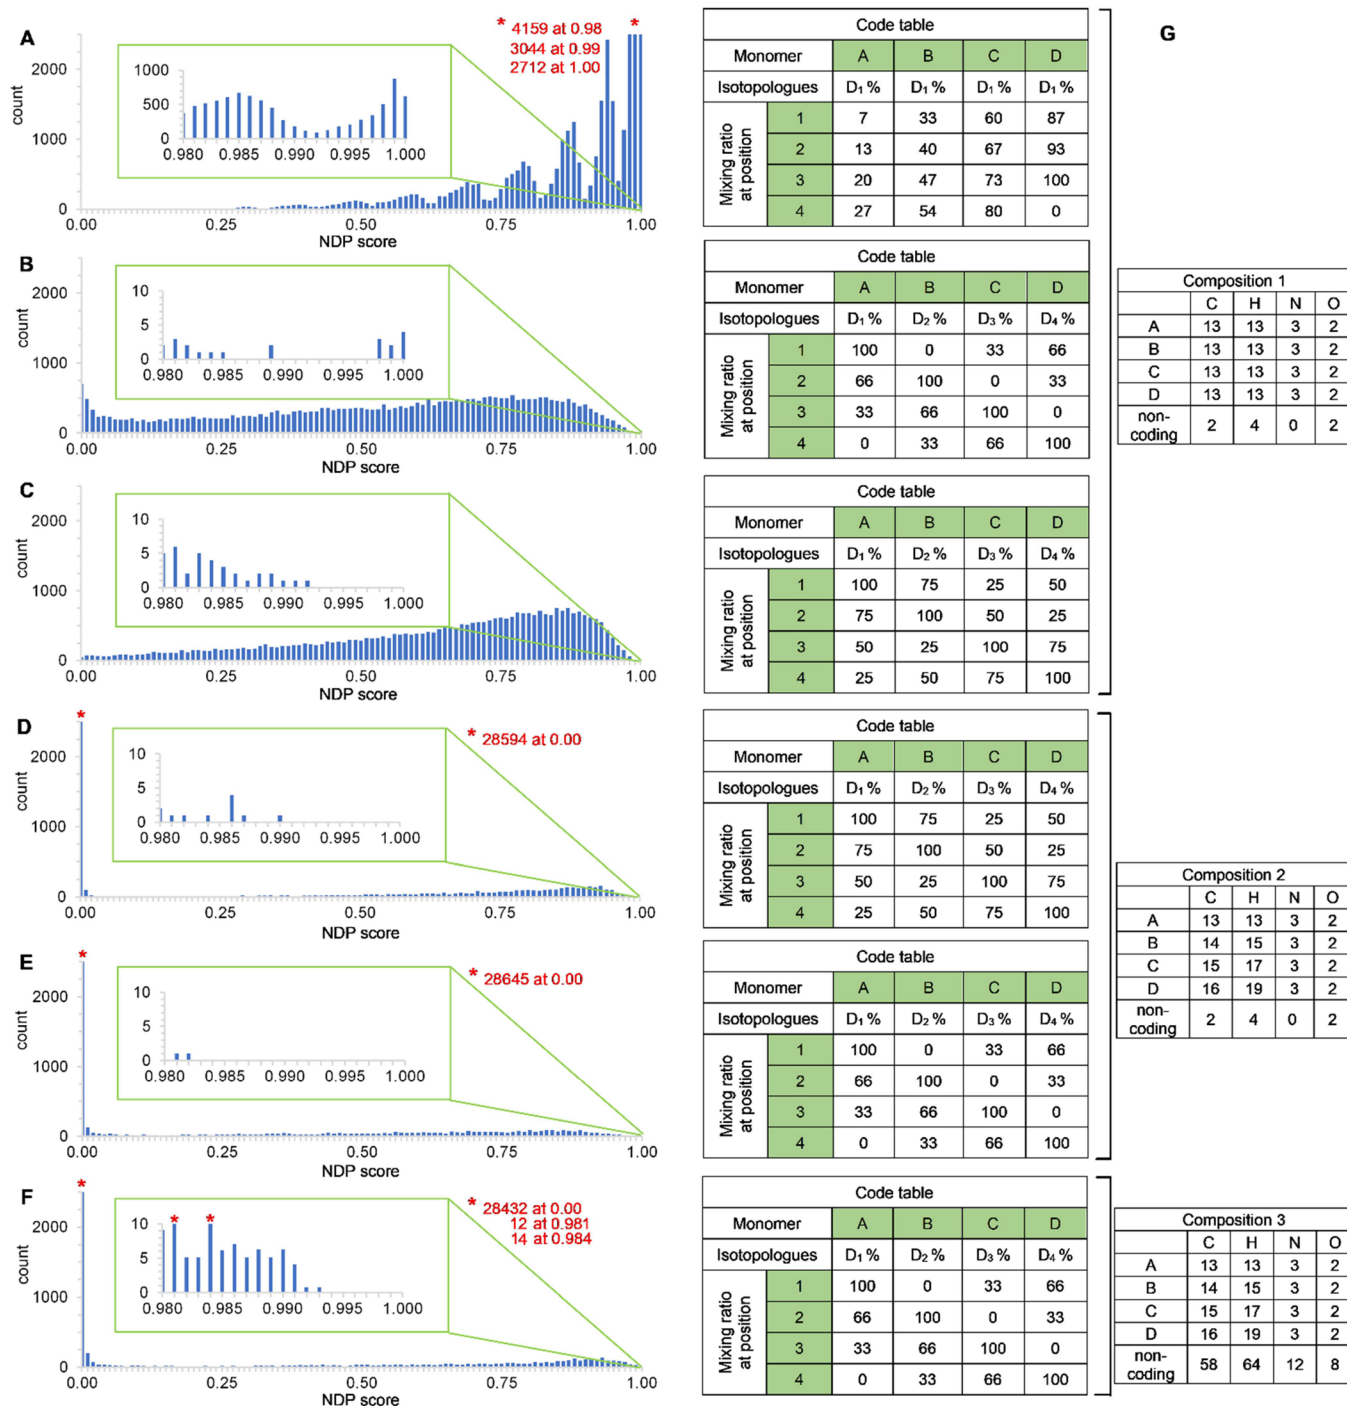 A
* 4159 at 0.98
3044 at 0.99
2712 at 1.00
*
count
2000
1000
0
1000
500
0
0.980 0.985 0.990 0.995 1.000
0.00 0.25 0.50 0.75 1.00
NDP score
Code table
Monomer A B C D
Isotopologues D₁ % D₁ % D₁ % D₁ %
Mixing ratio at position
1 7 33 60 87
2 13 40 67 93
3 20 47 73 100
4 27 54 80 0
G
B
count
2000
1000
0
10
5
0
0.980 0.985 0.990 0.995 1.000
0.00 0.25 0.50 0.75 1.00
NDP score
Code table
Monomer A B C D
Isotopologues D₁ % D₂ % D₃ % D₄ %
Mixing ratio at position
1 100 0 33 66
2 66 100 0 33
3 33 66 100 0
4 0 33 66 100
Composition 1
C H N O
A 13 13 3 2
B 13 13 3 2
C 13 13 3 2
D 13 13 3 2
non-coding 2 4 0 2
C
count
2000
1000
0
10
5
0
0.980 0.985 0.990 0.995 1.000
0.00 0.25 0.50 0.75 1.00
NDP score
Code table
Monomer A B C D
Isotopologues D₁ % D₂ % D₃ % D₄ %
Mixing ratio at position
1 100 75 25 50
2 75 100 50 25
3 50 25 100 75
4 25 50 75 100
D
*
* 28594 at 0.00
count
2000
1000
0
10
5
0
0.980 0.985 0.990 0.995 1.000
0.00 0.25 0.50 0.75 1.00
NDP score
Code table
Monomer A B C D
Isotopologues D₁ % D₂ % D₃ % D₄ %
Mixing ratio at position
1 100 75 25 50
2 75 100 50 25
3 50 25 100 75
4 25 50 75 100
Composition 2
C H N O
A 13 13 3 2
B 14 15 3 2
C 15 17 3 2
D 16 19 3 2
non-coding 2 4 0 2
E
*
* 28645 at 0.00
count
2000
1000
0
10
5
0
0.980 0.985 0.990 0.995 1.000
0.00 0.25 0.50 0.75 1.00
NDP score
Code table
Monomer A B C D
Isotopologues D₁ % D₂ % D₃ % D₄ %
Mixing ratio at position
1 100 0 33 66
2 66 100 0 33
3 33 66 100 0
4 0 33 66 100
F
*
* 28432 at 0.00
12 at 0.981
14 at 0.984
count
2000
1000
0
* *
10
5
0
0.980 0.985 0.990 0.995 1.000
0.00 0.25 0.50 0.75 1.00
NDP score
Code table
Monomer A B C D
Isotopologues D₁ % D₂ % D₃ % D₄ %
Mixing ratio at position
1 100 0 33 66
2 66 100 0 33
3 33 66 100 0
4 0 33 66 100
Composition 3
C H N O
A 13 13 3 2
B 14 15 3 2
C 15 17 3 2
D 16 19 3 2
non-coding 58 64 12 8